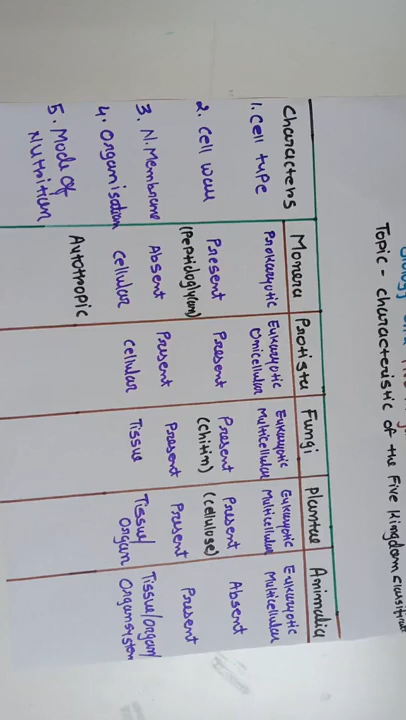 Topic - characteristic of the Five Kingdom
Characters Monera Protista Fungi Plantae Animalia
1. Cell type Prokaryotic Eukaryotic Eukaryotic Eukaryotic Eukaryotic
Unicellular Multicellular Multicellular Multicellular
2. Cell wall Present Present Present Present Absent
(Peptidoglycan) (chitin) (cellulose)
3. N. Membrane Absent Present Present Present Present
4. Organisation Cellular Cellular Tissue Tissue/ Tissue/organ/
Organ Organ system
5. Mode of Autotropic
Nutrition